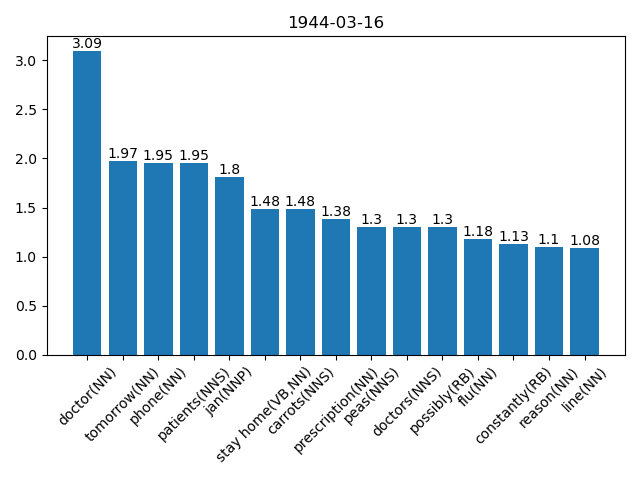 1944-03-16
3.09
1.97 1.95 1.95
1.8
1.48 1.48
1.38
1.3 1.3 1.3
1.18
1.13 1.1 1.08
3.0
2.5
2.0
1.5
1.0
0.5
0.0
doctor(NN)
tomorrow(NN)
phone(NN)
patients(NNS)
jan(NNP)
stay home(VB,NN)
carrots(NNS)
prescription(NN)
peas(NNS)
doctors(NNS)
possibly(RB)
flu(NN)
constantly(RB)
reason(NN)
line(NN)